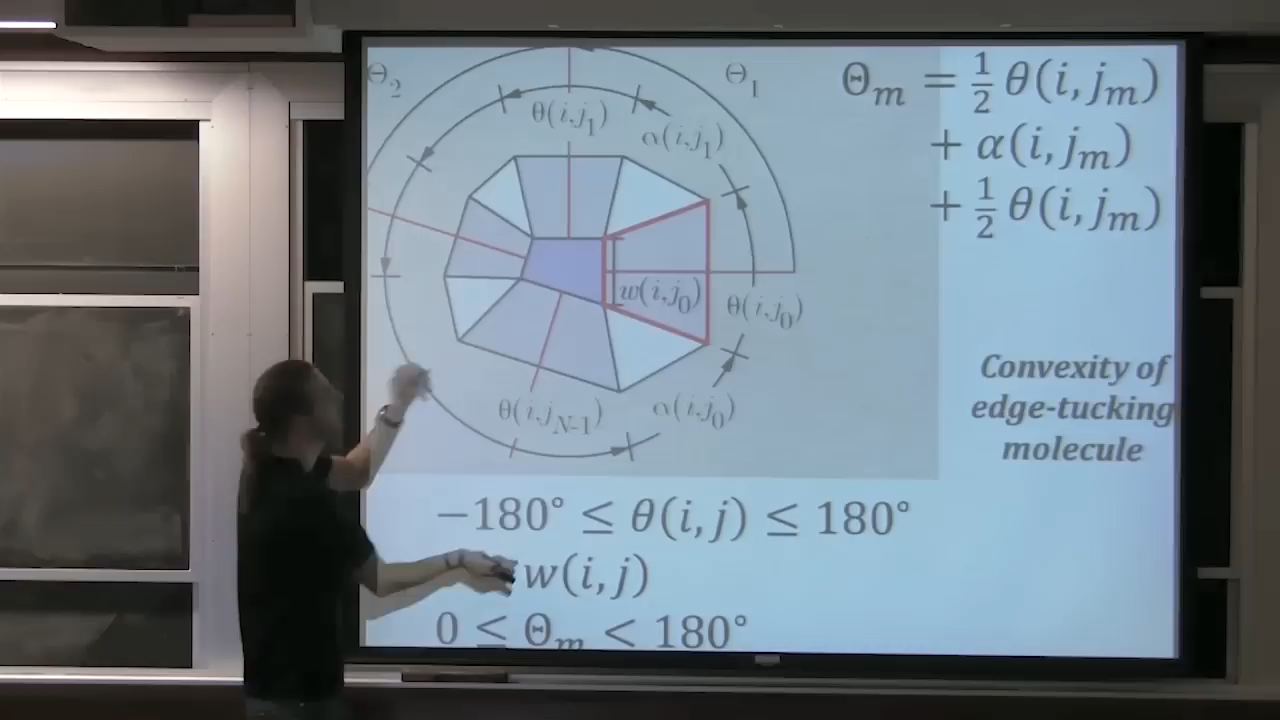 Θ₂
Θ₁
θ(i,j₁)
α(i,j₁)
w(i,j₀)
θ(i,j₀)
θ(i,j_{N-1})
α(i,j₀)
Θₘ = ½ θ(i,jₘ)
+ α(i,jₘ)
+ ½ θ(i,jₘ)
Convexity of
edge-tucking
molecule
−180° ≤ θ(i,j) ≤ 180°
w(i,j)
0 ≤ Θₘ < 180°